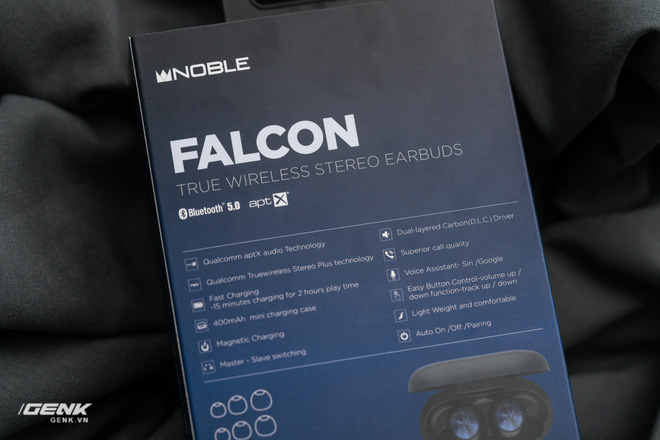 NOBLE
FALCON
TRUE WIRELESS STEREO EARBUDS
Bluetooth® 5.0 aptX®
Qualcomm aptX audio Technology
Qualcomm Truewireless Stereo Plus technology
Fast Charging
-15 minutes charging for 2 hours play time
400mAh mini charging case
Magnetic Charging
Master - Slave switching
Dual-layered Carbon(D.L.C.) Driver
Superior call quality
Voice Assistant- Siri /Google
Easy Button Control-volume up /
down function-track up / down
Light Weight and comfortable
Auto On /Off /Pairing
GENK
GENK.VN